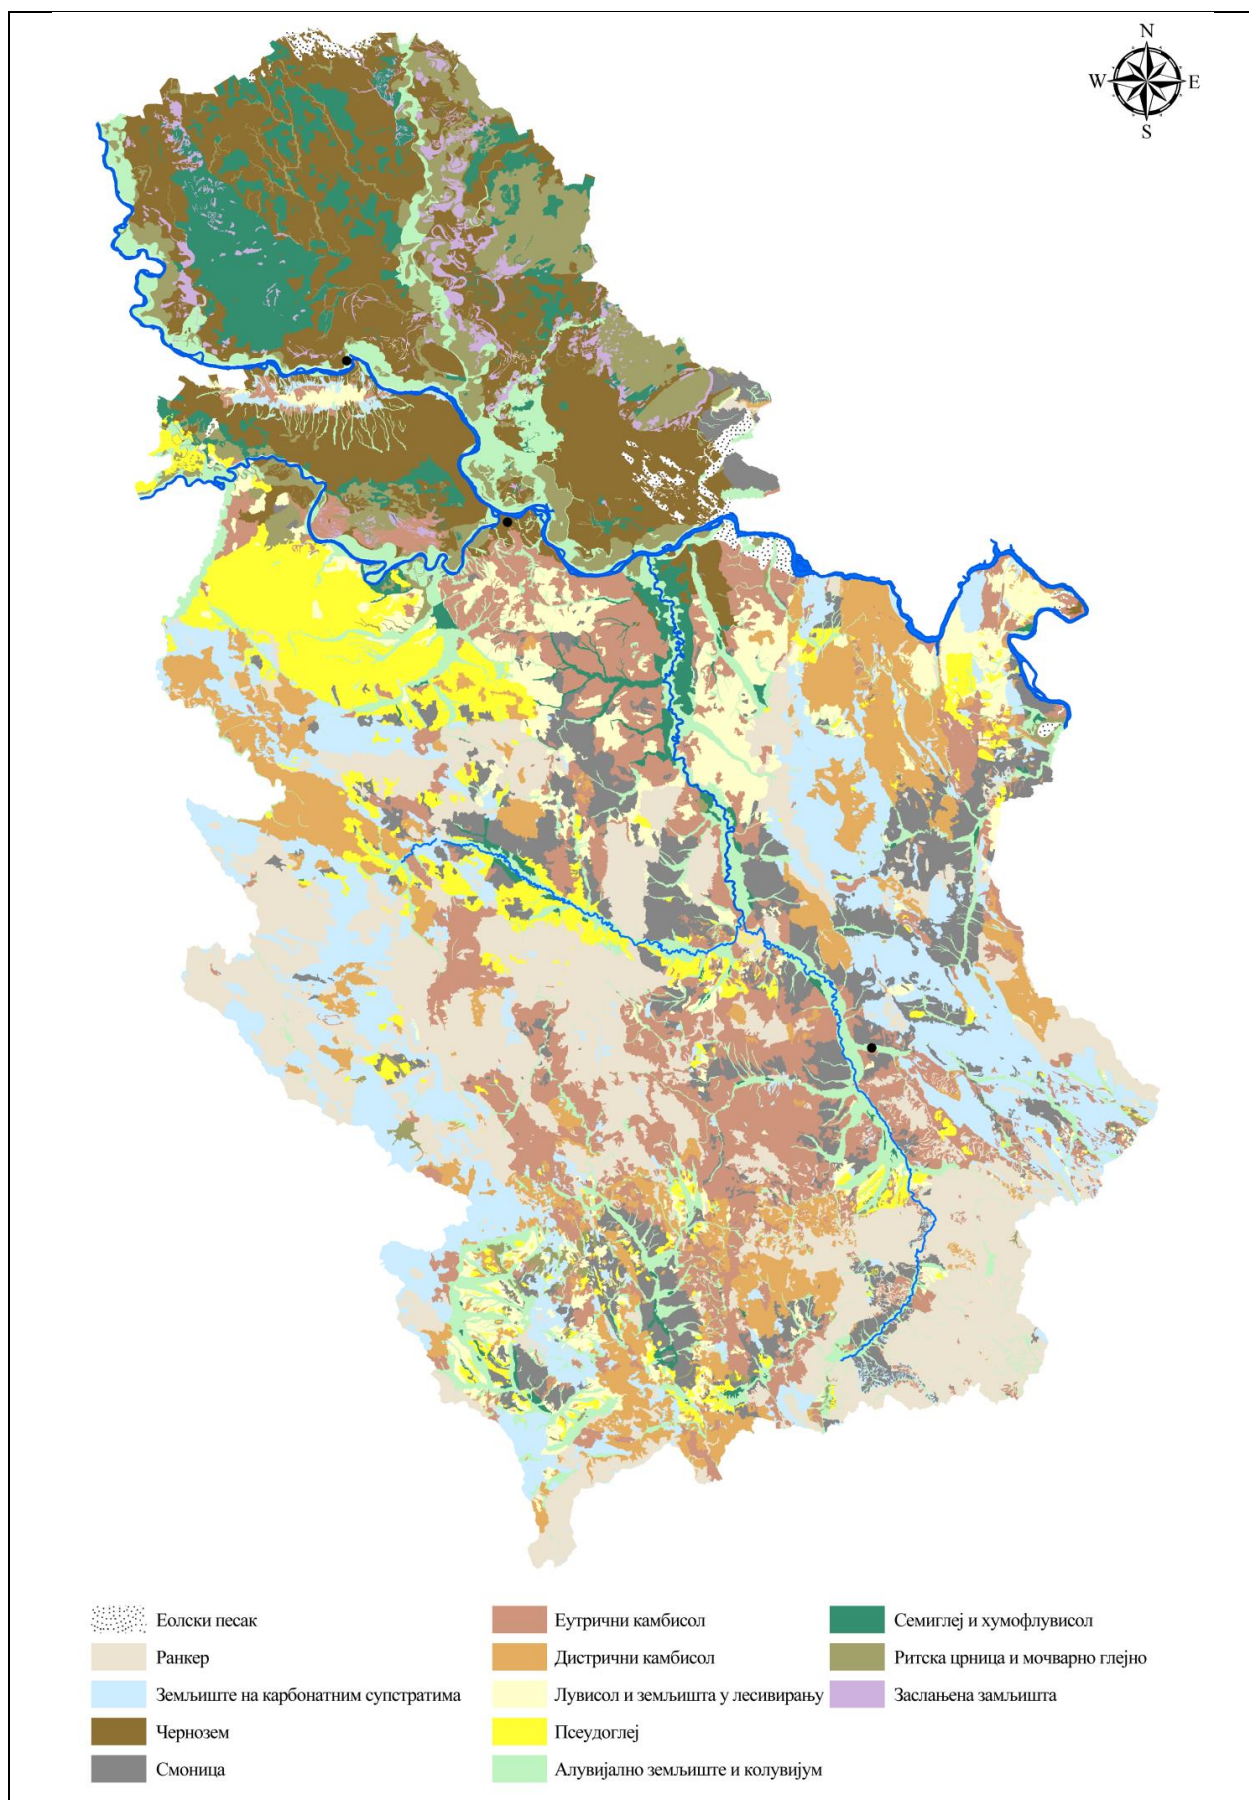 N
W E
S
Еолски песак
Ранкер
Земљиште на карбонатним супстратима
Чернозем
Смоница
Еутрични камбисол
Дистрични камбисол
Лувисол и земљишта у лесивирању
Псеудоглеј
Алувијално земљиште и колувијум
Семиглеј и хумофлувисол
Ритска црница и мочварно глејно
Заслањена замљишта